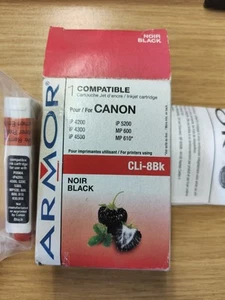 NOIR
BLACK
ARMOR
1 COMPATIBLE
Cartouche Jet d'encre / Inkjet cartridge
Pour / For CANON
iP 4200 iP 5200
iP 4300 MP 600
iP 4500 MP 610*
Pour imprimantes utilisant / For printers using
CLi-8Bk
NOIR
BLACK